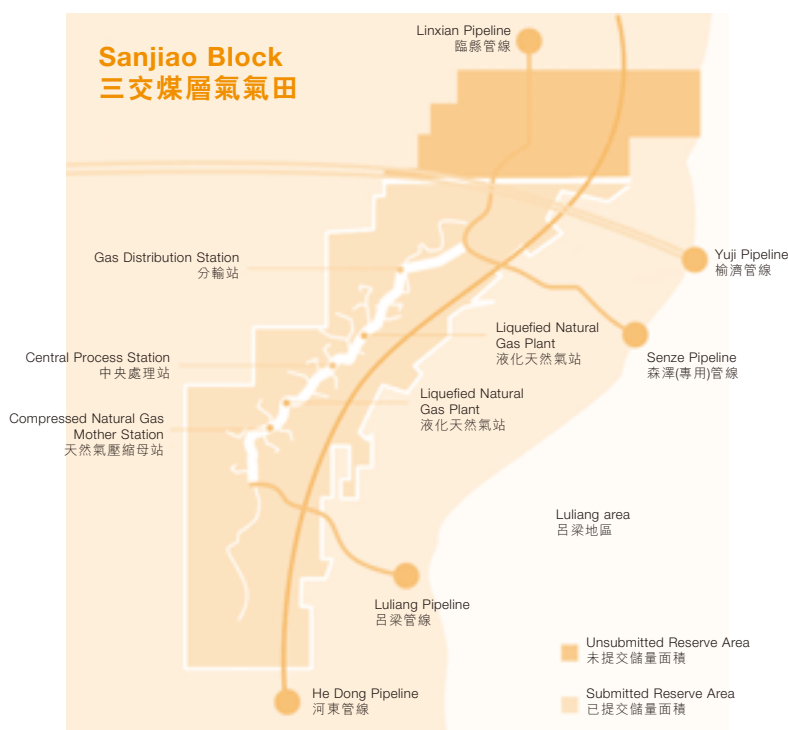 Sanjiao Block
三交煤層氣氣田
Linxian Pipeline
臨縣管線
Gas Distribution Station
分輸站
Yuji Pipeline
榆濟管線
Liquefied Natural
Gas Plant
液化天然氣站
Senze Pipeline
森澤(專用)管線
Central Process Station
中央處理站
Liquefied Natural
Gas Plant
液化天然氣站
Compressed Natural Gas
Mother Station
天然氣壓縮母站
Luliang area
呂梁地區
Luliang Pipeline
呂梁管線
Unsubmitted Reserve Area
未提交儲量面積
He Dong Pipeline
河東管線
Submitted Reserve Area
已提交儲量面積